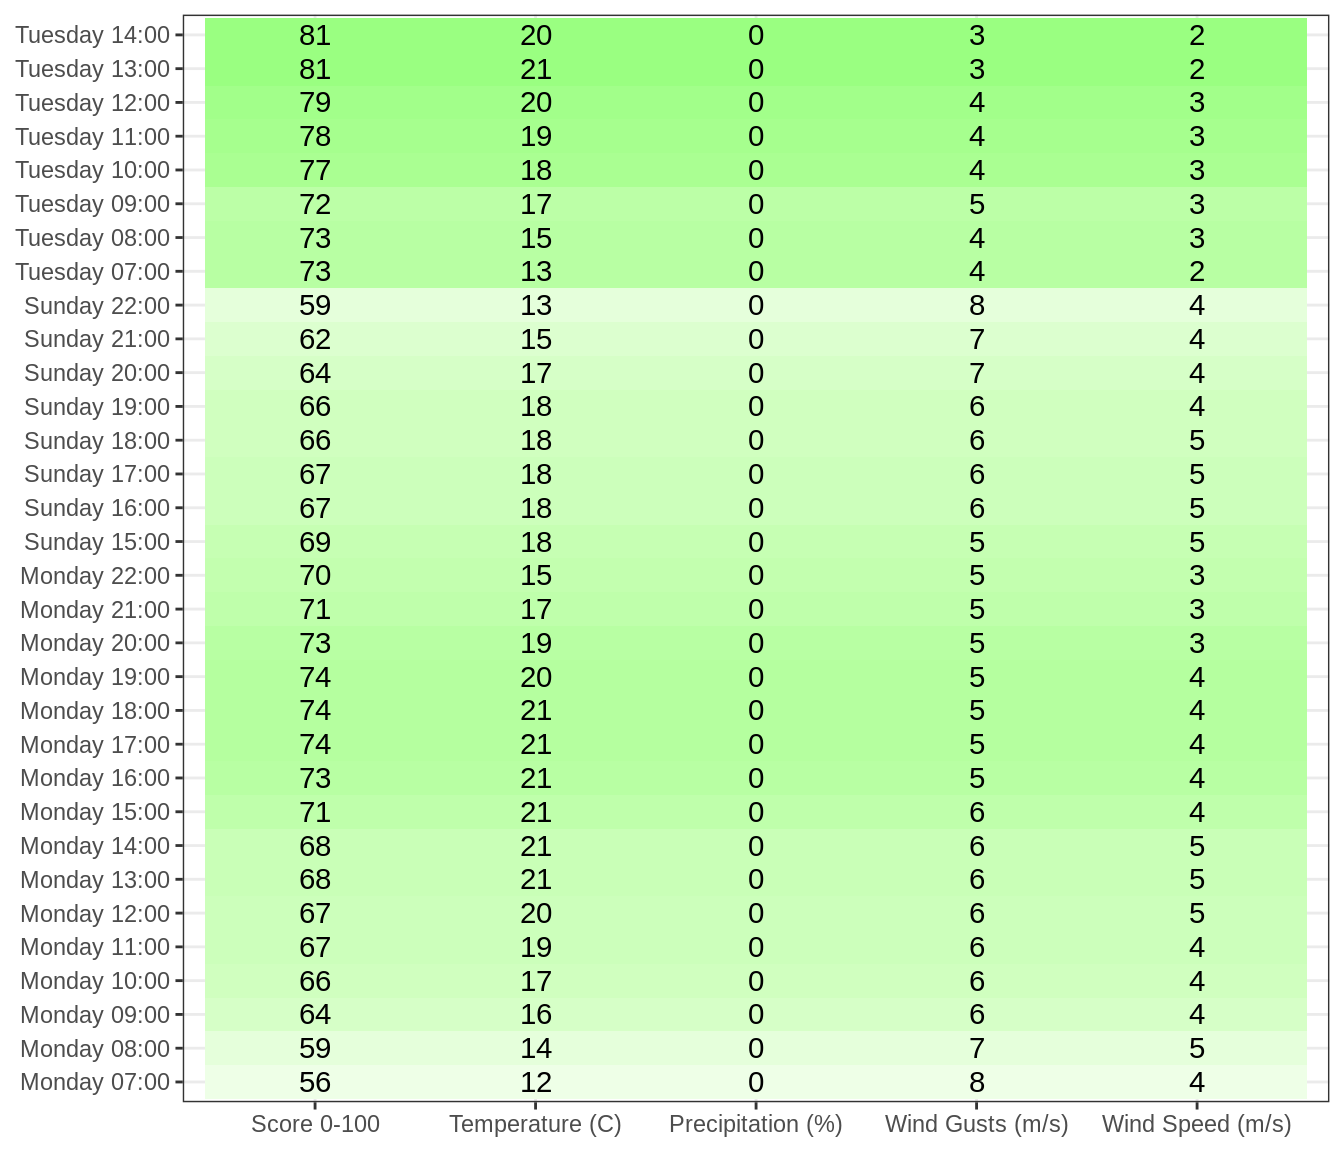 Tuesday 14:00 81 20 0 3 2
Tuesday 13:00 81 21 0 3 2
Tuesday 12:00 79 20 0 4 3
Tuesday 11:00 78 19 0 4 3
Tuesday 10:00 77 18 0 4 3
Tuesday 09:00 72 17 0 5 3
Tuesday 08:00 73 15 0 4 3
Tuesday 07:00 73 13 0 4 2
Sunday 22:00 59 13 0 8 4
Sunday 21:00 62 15 0 7 4
Sunday 20:00 64 17 0 7 4
Sunday 19:00 66 18 0 6 4
Sunday 18:00 66 18 0 6 5
Sunday 17:00 67 18 0 6 5
Sunday 16:00 67 18 0 6 5
Sunday 15:00 69 18 0 5 5
Monday 22:00 70 15 0 5 3
Monday 21:00 71 17 0 5 3
Monday 20:00 73 19 0 5 3
Monday 19:00 74 20 0 5 4
Monday 18:00 74 21 0 5 4
Monday 17:00 74 21 0 5 4
Monday 16:00 73 21 0 5 4
Monday 15:00 71 21 0 6 4
Monday 14:00 68 21 0 6 5
Monday 13:00 68 21 0 6 5
Monday 12:00 67 20 0 6 5
Monday 11:00 67 19 0 6 4
Monday 10:00 66 17 0 6 4
Monday 09:00 64 16 0 6 4
Monday 08:00 59 14 0 7 5
Monday 07:00 56 12 0 8 4
Score 0-100 Temperature (C) Precipitation (%) Wind Gusts (m/s) Wind Speed (m/s)